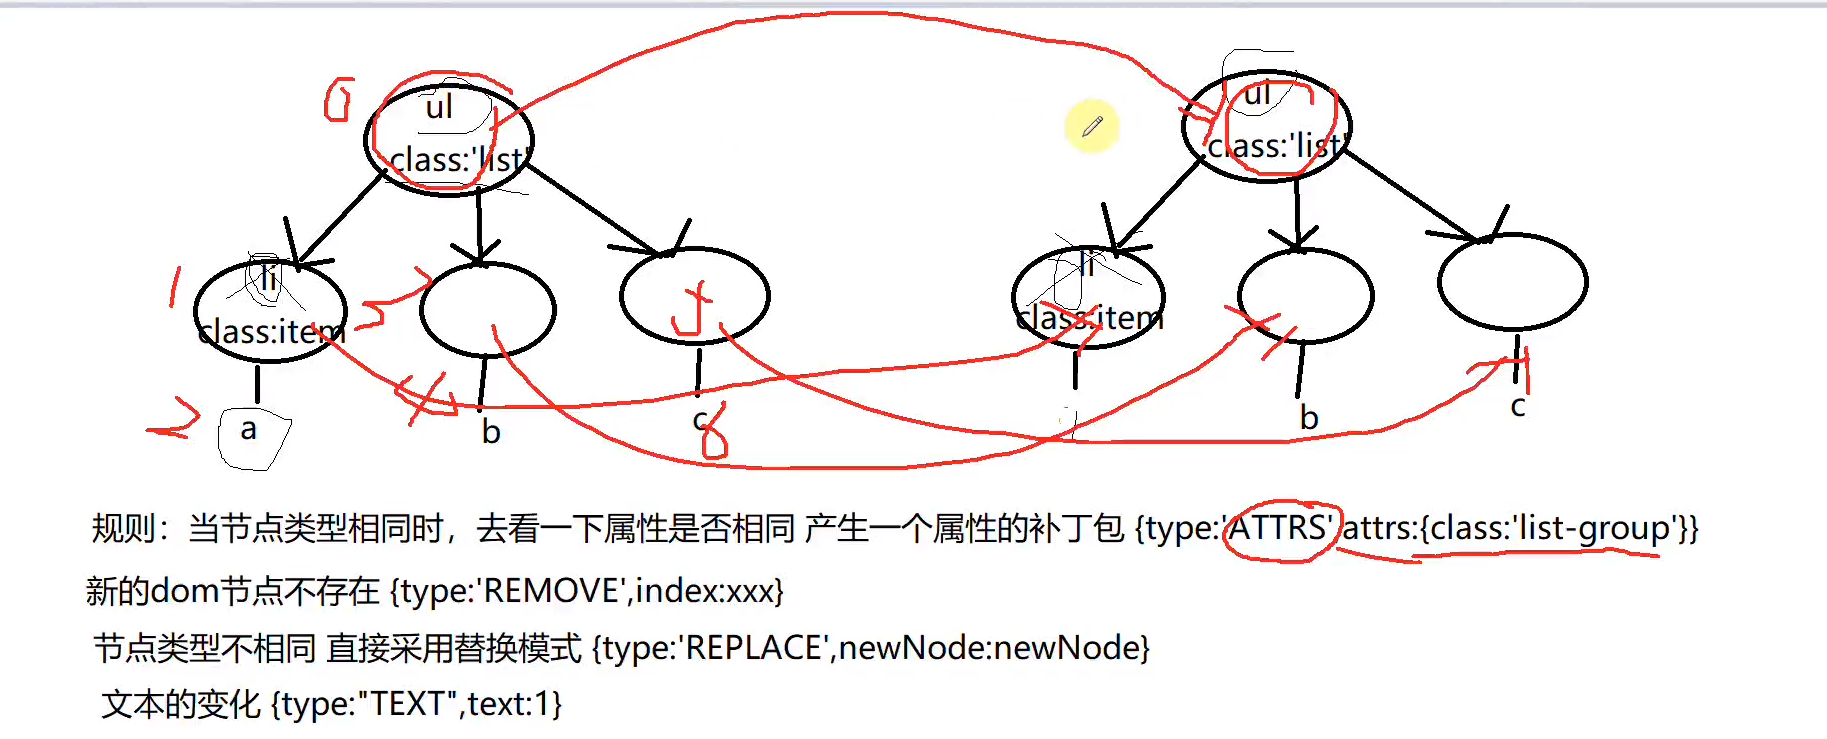 ul
ul
class:'list'
class:'list'
li
li
class:item
class:item
a
b
c
b
c
0
1
2
3
5
6
规则：当节点类型相同时，去看一下属性是否相同 产生一个属性的补丁包 {type:'ATTRS' attrs:{class:'list-group'}}
新的dom节点不存在 {type:'REMOVE',index:xxx}
节点类型不相同 直接采用替换模式 {type:'REPLACE',newNode:newNode}
文本的变化 {type:"TEXT",text:1}